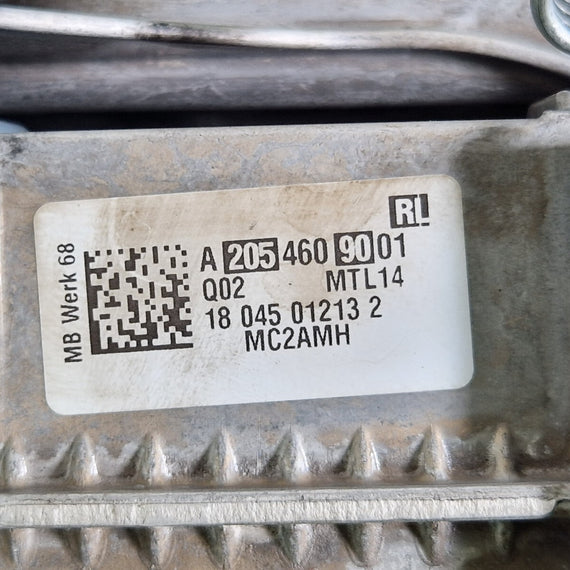 RL
MB Werk 68
A 205 460 90 01
Q02 MTL14
18 045 01213 2
MC2AMH